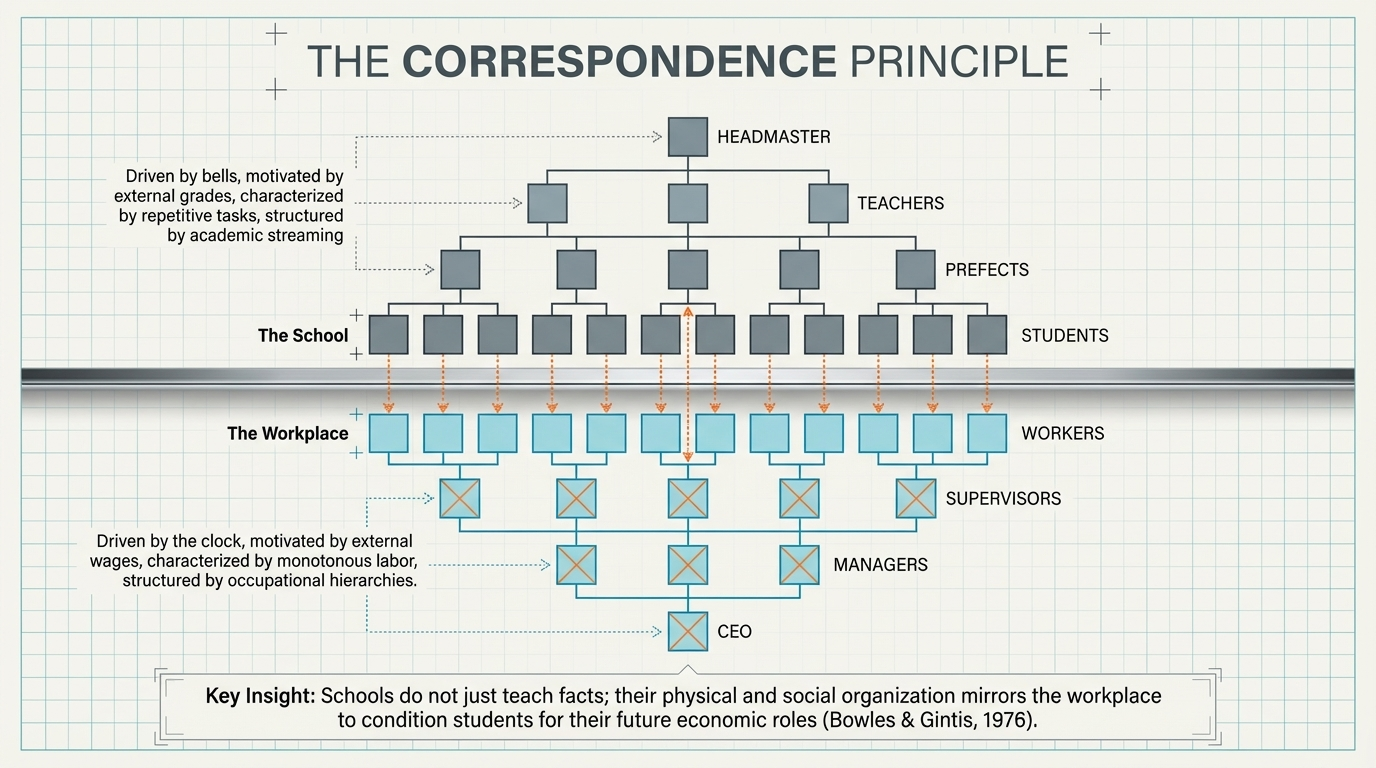 THE CORRESPONDENCE PRINCIPLE
HEADMASTER
Driven by bells, motivated by
external grades, characterized
by repetitive tasks, structured
by academic streaming
TEACHERS
PREFECTS
The School
STUDENTS
The Workplace
WORKERS
SUPERVISORS
Driven by the clock, motivated by external
wages, characterized by monotonous labor,
structured by occupational hierarchies.
MANAGERS
CEO
Key Insight: Schools do not just teach facts; their physical and social organization mirrors the workplace
to condition students for their future economic roles (Bowles & Gintis, 1976).